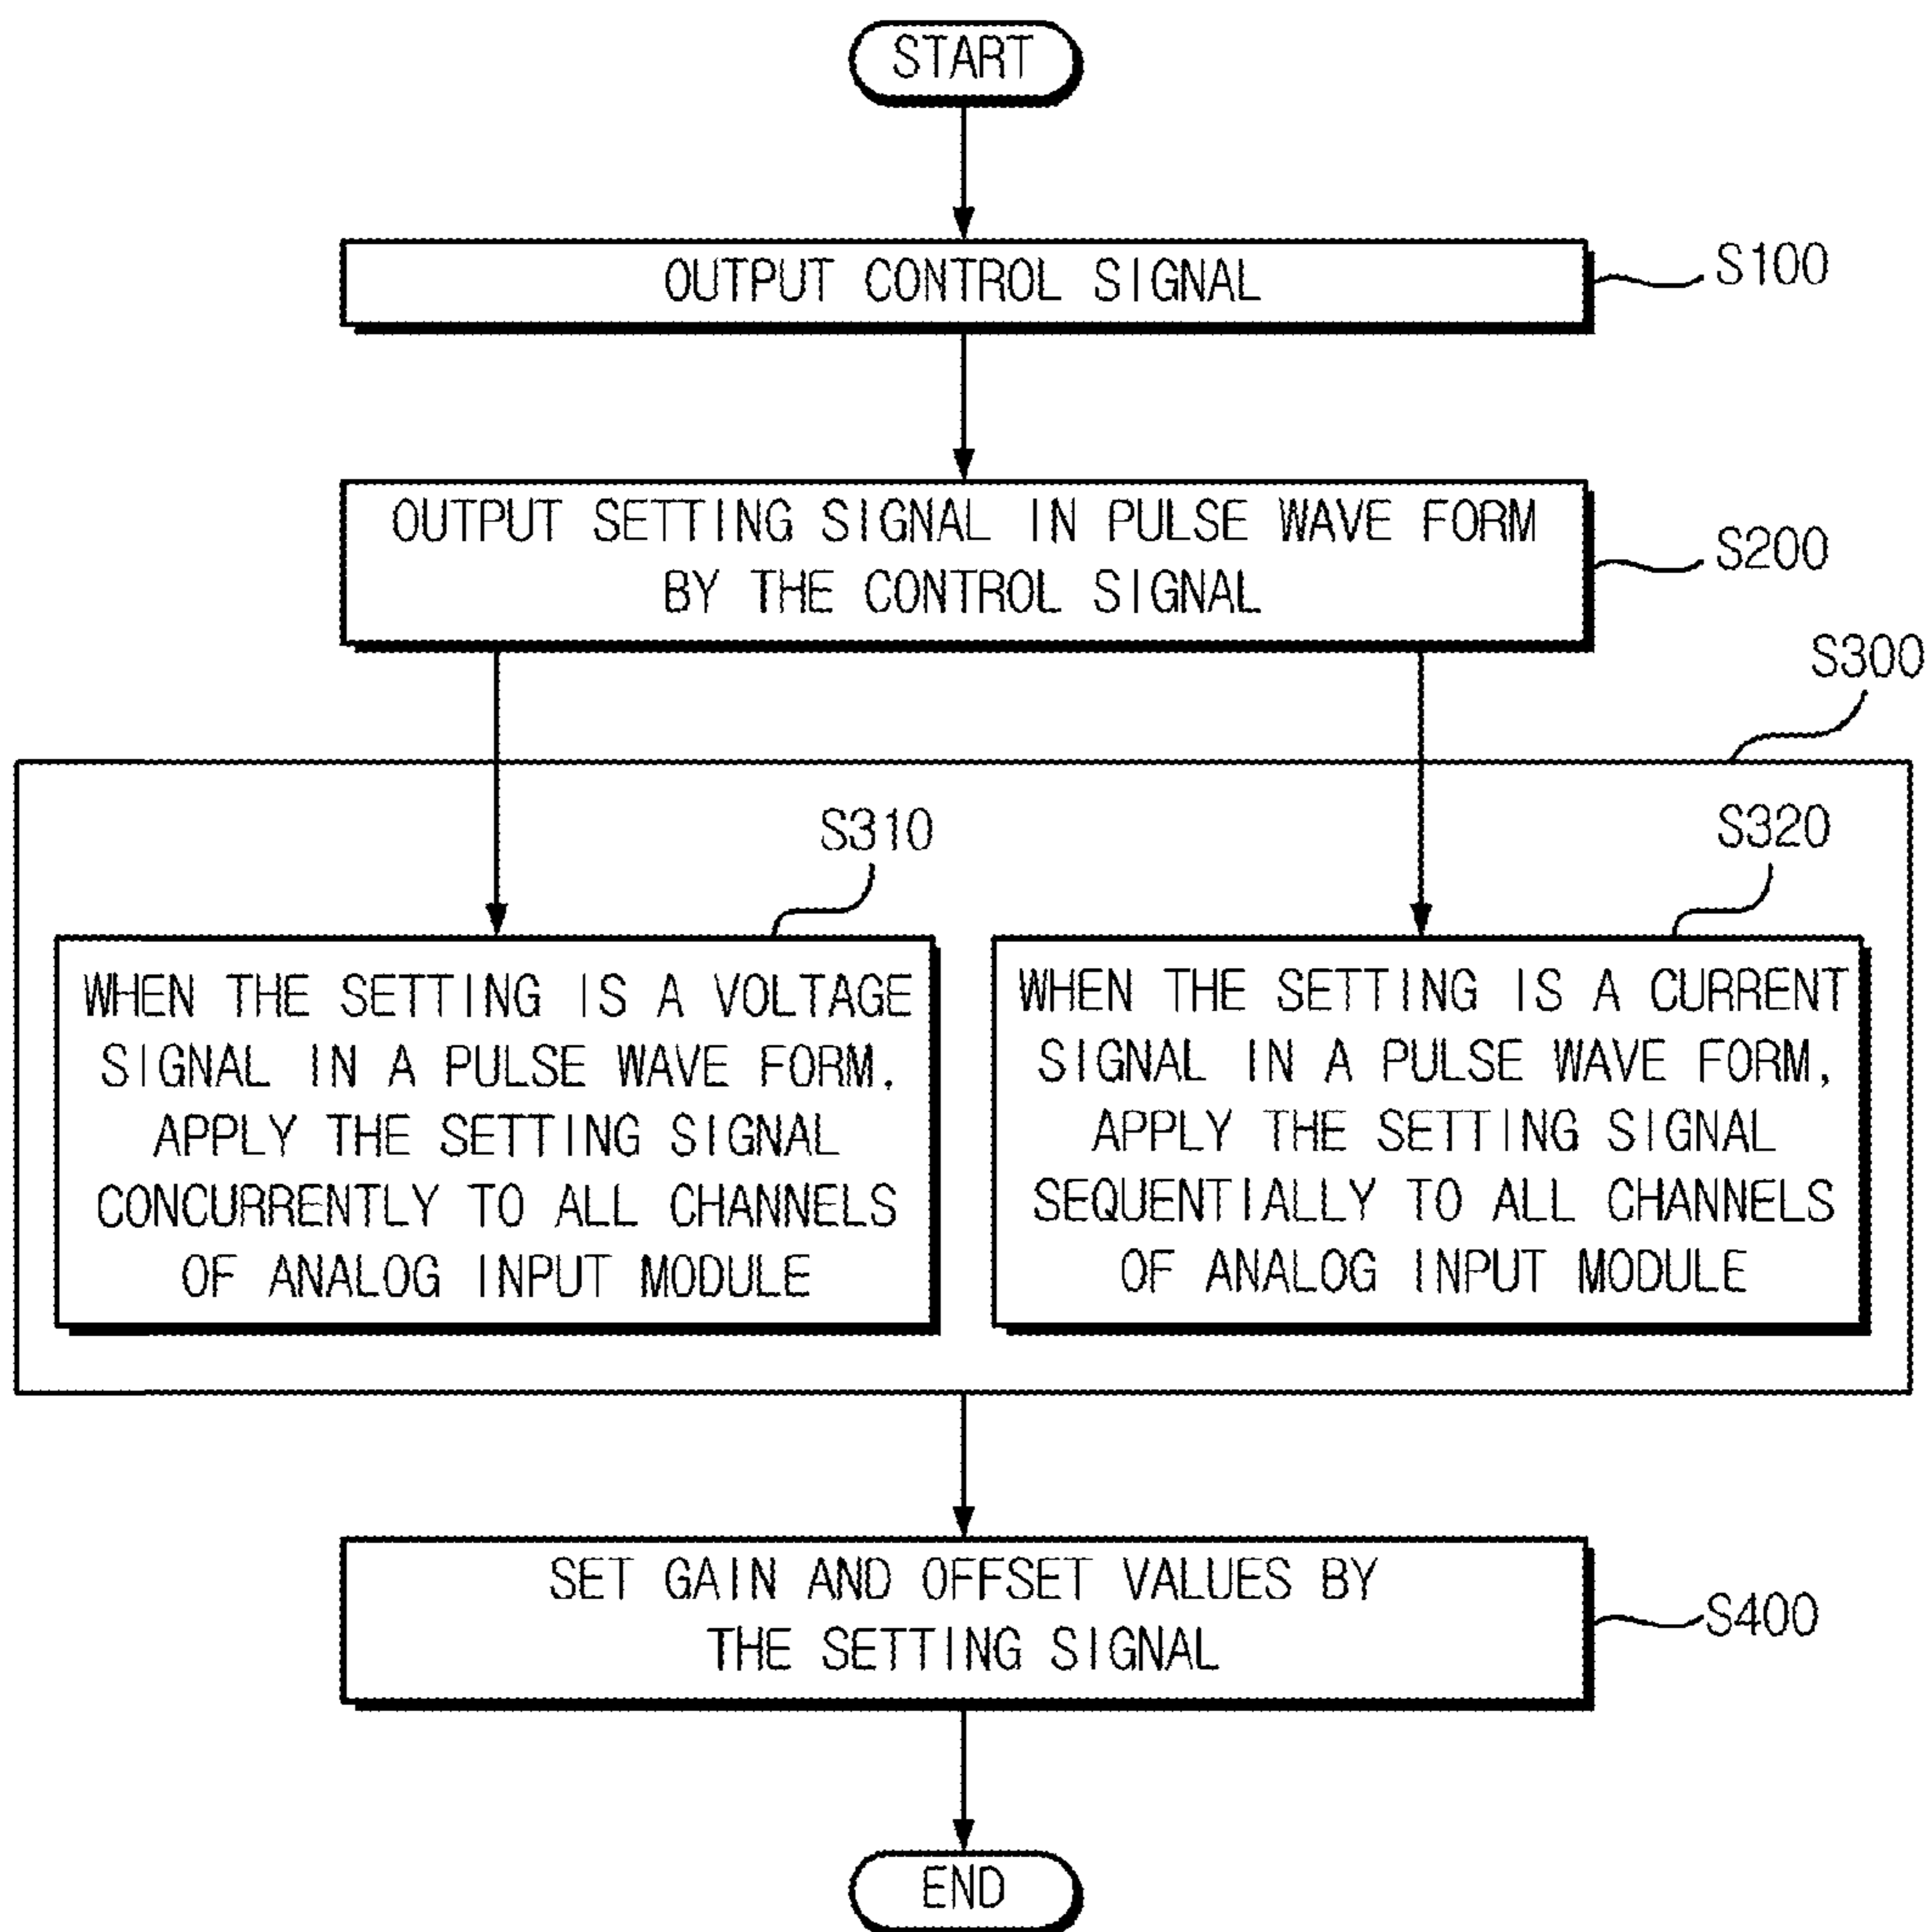 START
OUTPUT CONTROL SIGNAL
S100
OUTPUT SETTING SIGNAL IN PULSE WAVE FORM
BY THE CONTROL SIGNAL
S200
S300
S310
WHEN THE SETTING IS A VOLTAGE
SIGNAL IN A PULSE WAVE FORM,
APPLY THE SETTING SIGNAL
CONCURRENTLY TO ALL CHANNELS
OF ANALOG INPUT MODULE
S320
WHEN THE SETTING IS A CURRENT
SIGNAL IN A PULSE WAVE FORM,
APPLY THE SETTING SIGNAL
SEQUENTIALLY TO ALL CHANNELS
OF ANALOG INPUT MODULE
SET GAIN AND OFFSET VALUES BY
THE SETTING SIGNAL
S400
END